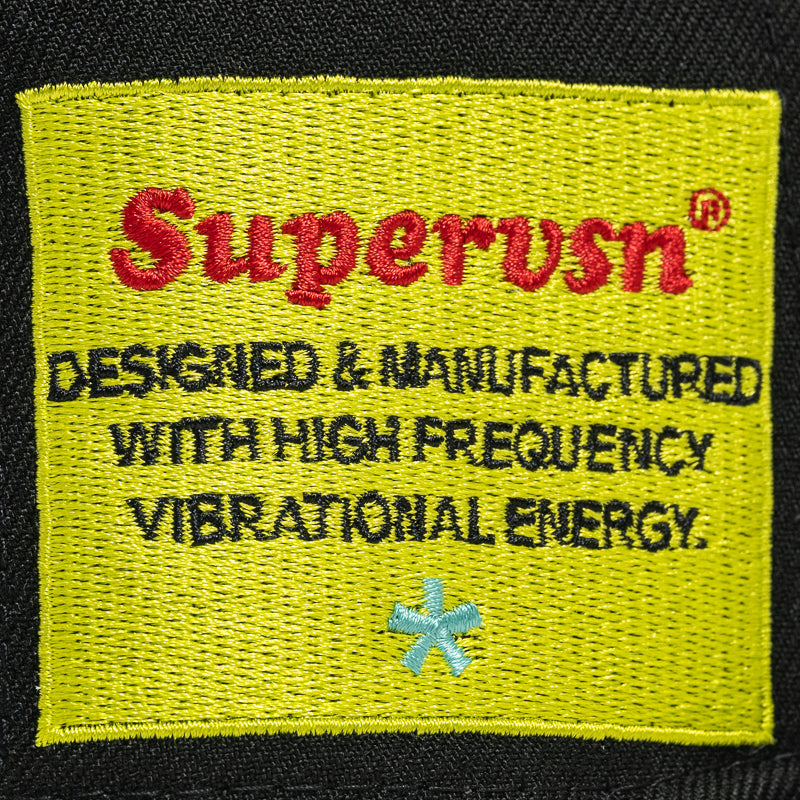 Supervsn®
DESIGNED & MANUFACTURED
WITH HIGH FREQUENCY
VIBRATIONAL ENERGY.